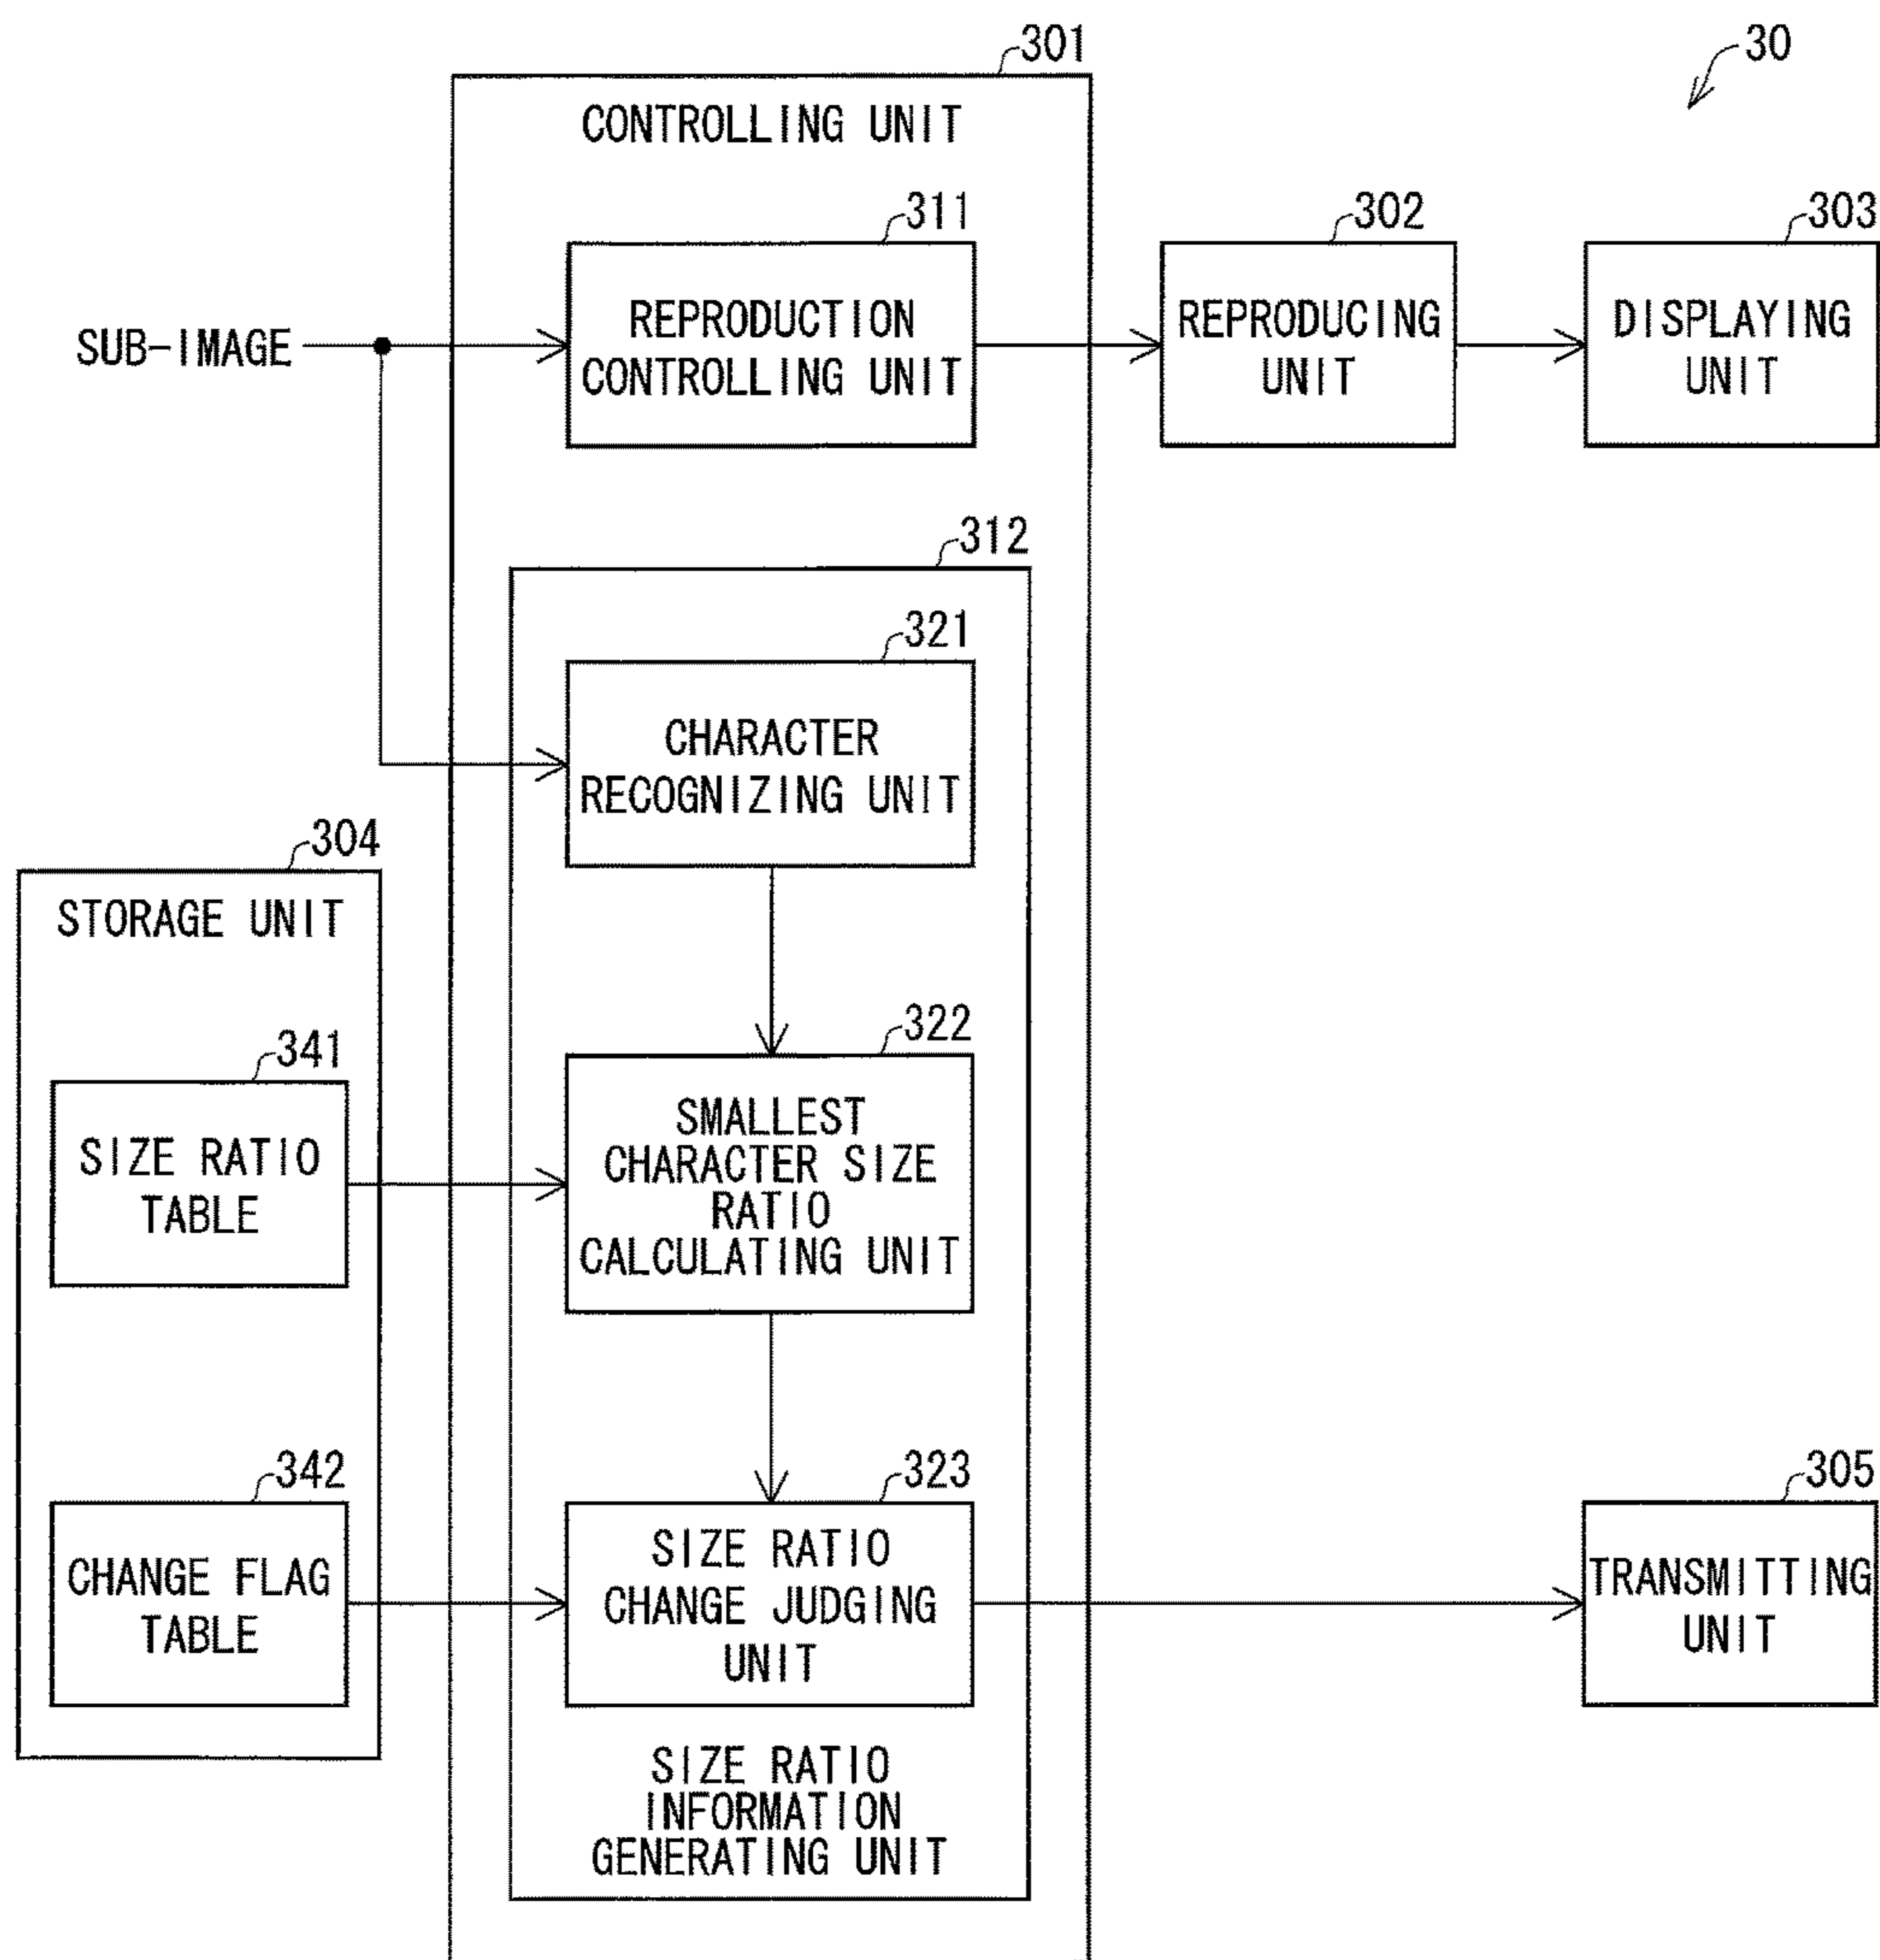 301
30
CONTROLLING UNIT
311
302
303
SUB-IMAGE
REPRODUCTION
CONTROLLING UNIT
REPRODUCING
UNIT
DISPLAYING
UNIT
312
321
CHARACTER
RECOGNIZING UNIT
304
STORAGE UNIT
341
SIZE RATIO
TABLE
322
SMALLEST
CHARACTER SIZE
RATIO
CALCULATING UNIT
342
CHANGE FLAG
TABLE
323
SIZE RATIO
CHANGE JUDGING
UNIT
305
TRANSMITTING
UNIT
SIZE RATIO
INFORMATION
GENERATING UNIT